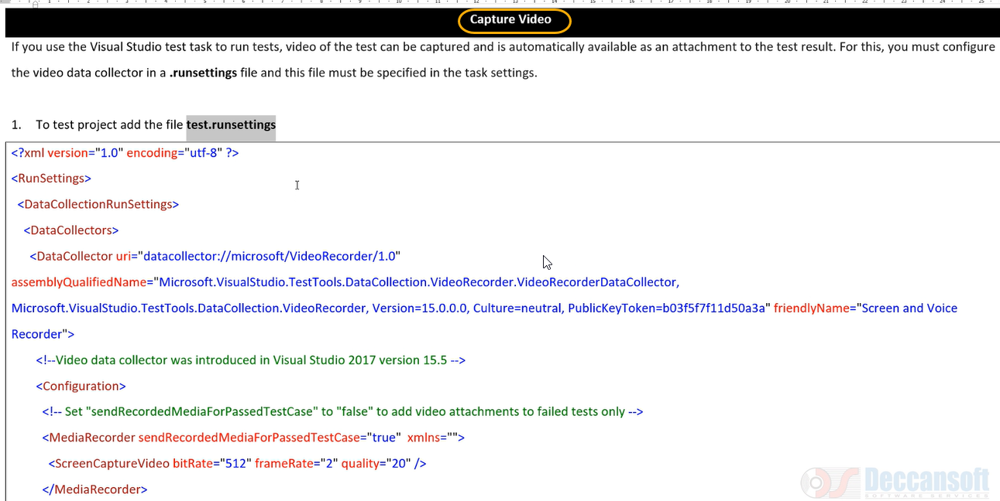 Capture Video
If you use the Visual Studio test task to run tests, video of the test can be captured and is automatically available as an attachment to the test result. For this, you must configure
the video data collector in a .runsettings file and this file must be specified in the task settings.
1. To test project add the file test.runsettings
<?xml version="1.0" encoding="utf-8" ?>
<RunSettings>
<DataCollectionRunSettings>
<DataCollectors>
<DataCollector uri="datacollector://microsoft/VideoRecorder/1.0"
assemblyQualifiedName="Microsoft.VisualStudio.TestTools.DataCollection.VideoRecorder.VideoRecorderDataCollector,
Microsoft.VisualStudio.TestTools.DataCollection.VideoRecorder, Version=15.0.0.0, Culture=neutral, PublicKeyToken=b03f5f7f11d50a3a" friendlyName="Screen and Voice
Recorder">
<!--Video data collector was introduced in Visual Studio 2017 version 15.5 -->
<Configuration>
<!-- Set "sendRecordedMediaForPassedTestCase" to "false" to add video attachments to failed tests only -->
<MediaRecorder sendRecordedMediaForPassedTestCase="true" xmlns="">
<ScreenCaptureVideo bitRate="512" frameRate="2" quality="20" />
</MediaRecorder>
Deccansoft
SOFTWARE SERVICES